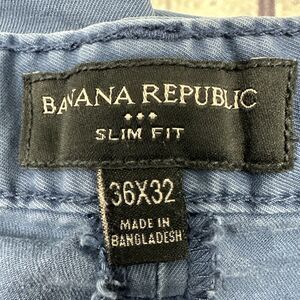 BANANA REPUBLIC
SLIM FIT
36X32
MADE IN
BANGLADESH